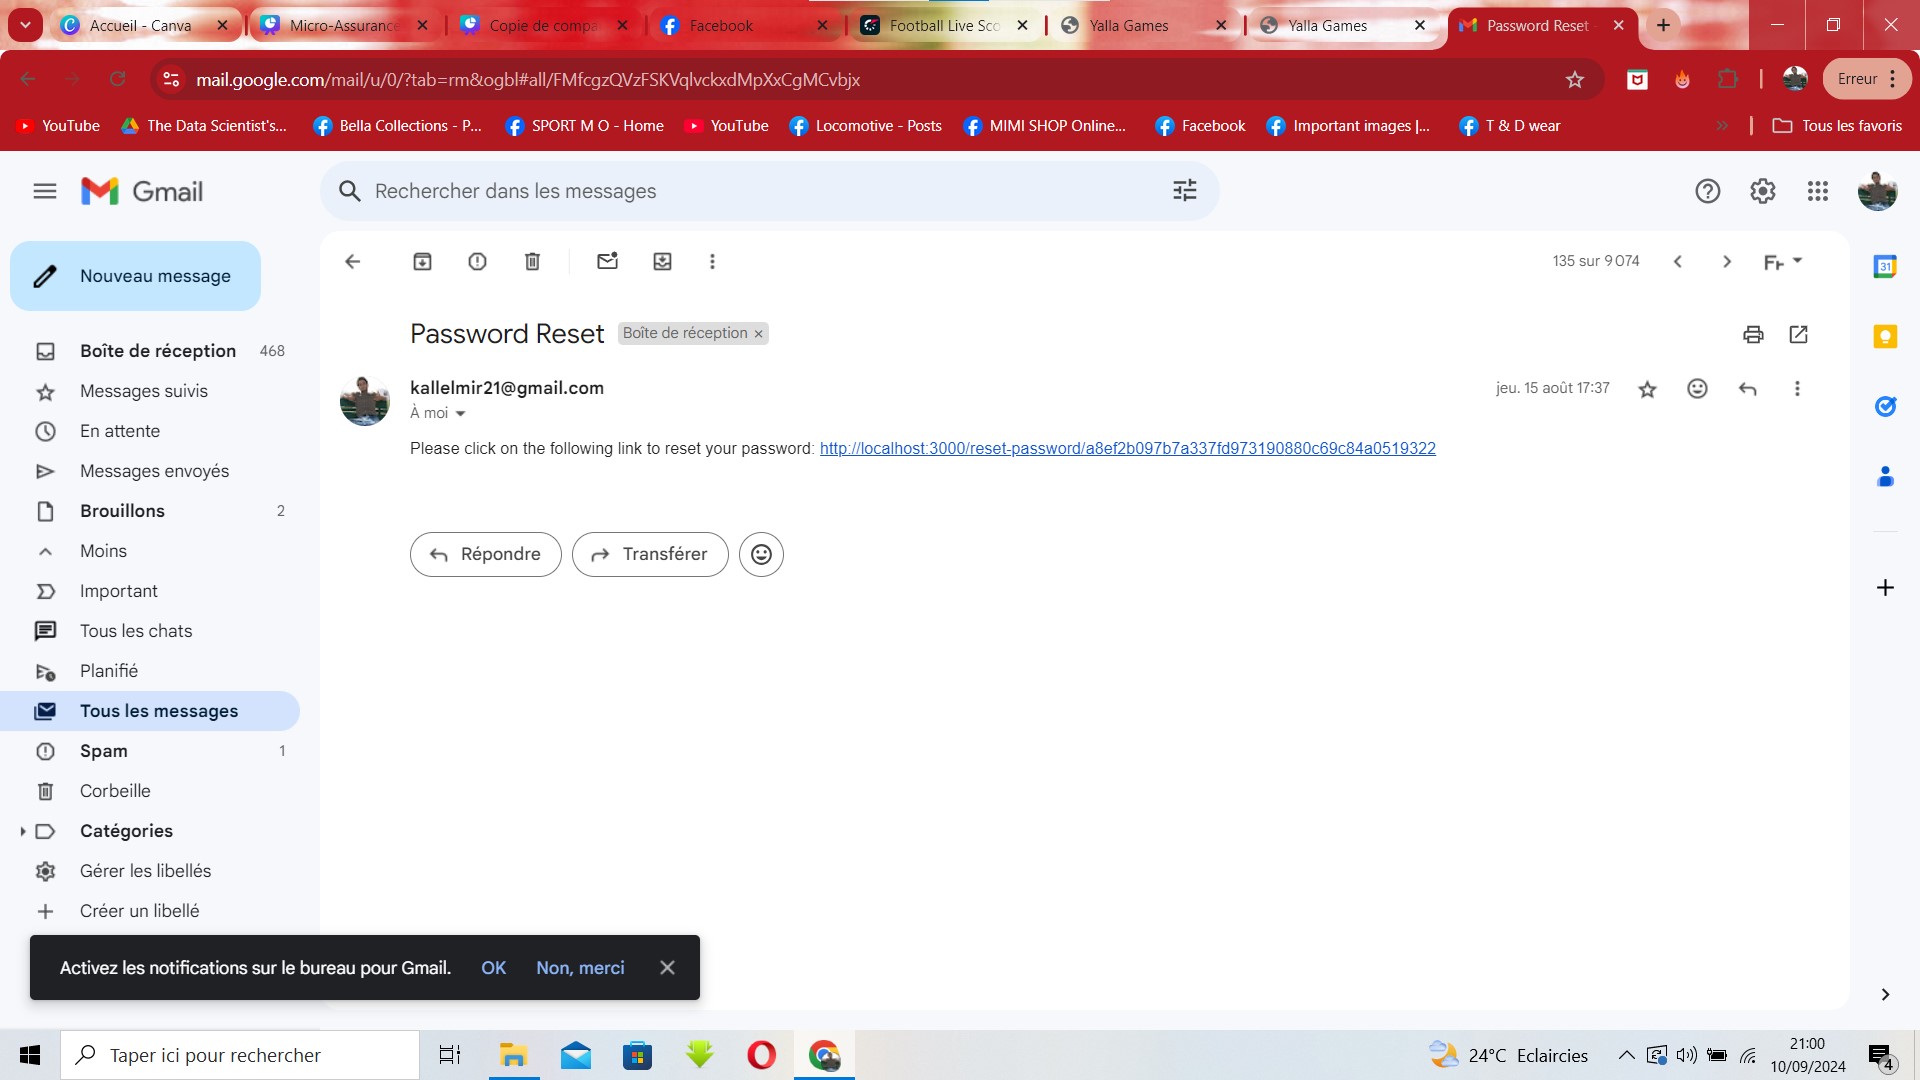 Accueil - Canva
Micro-Assurance
Copie de compa
Facebook
Football Live Sco
Yalla Games
Yalla Games
Password Reset
mail.google.com/mail/u/0/?tab=rm&ogbl#all/FMfcgzQVzFSKVqlvckxdMpXxCgMCvbjx
Erreur
YouTube
The Data Scientist's...
Bella Collections - P...
SPORT M O - Home
YouTube
Locomotive - Posts
MIMI SHOP Online...
Facebook
Important images |...
T & D wear
»
Tous les favoris
Gmail
Rechercher dans les messages
Nouveau message
135 sur 9 074
Boîte de réception 468
Messages suivis
En attente
Messages envoyés
Brouillons 2
Moins
Important
Tous les chats
Planifié
Tous les messages
Spam 1
Corbeille
Catégories
Gérer les libellés
Créer un libellé
Password Reset
Boîte de réception ×
kallelmir21@gmail.com
jeu. 15 août 17:37
À moi
Please click on the following link to reset your password: http://localhost:3000/reset-password/a8ef2b097b7a337fd973190880c69c84a0519322
Répondre
Transférer
31
Activez les notifications sur le bureau pour Gmail. OK Non, merci
Taper ici pour rechercher
24°C Eclaircies
21:00
10/09/2024
4